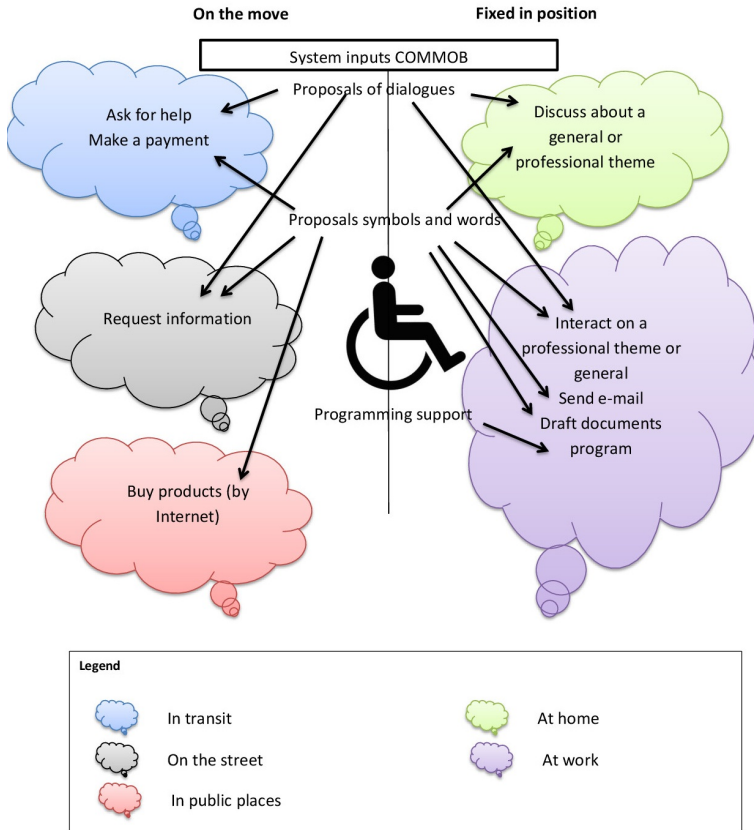 On the move
Fixed in position
System inputs COMMOB
Proposals of dialogues
Ask for help
Make a payment
Discuss about a
general or
professional theme
Proposals symbols and words
Request information
Interact on a
professional theme or
general
Send e-mail
Draft documents
program
Programming support
Buy products (by
Internet)
Legend
In transit
At home
On the street
At work
In public places